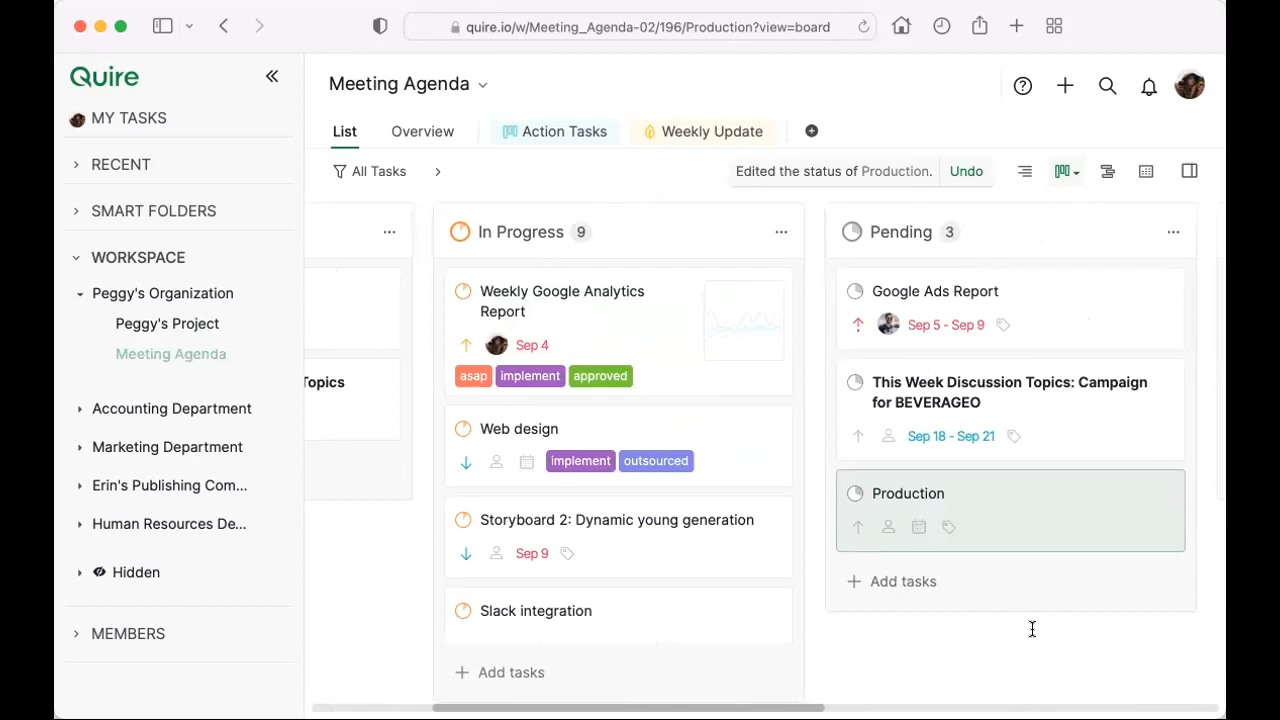 quire.io/w/Meeting_Agenda-02/196/Production?view=board
Quire
MY TASKS
RECENT
SMART FOLDERS
WORKSPACE
Peggy's Organization
Peggy's Project
Meeting Agenda
Accounting Department
Marketing Department
Erin's Publishing Com...
Human Resources De...
Hidden
MEMBERS
Meeting Agenda
List Overview Action Tasks Weekly Update
All Tasks
Edited the status of Production. Undo
Topics
In Progress 9
Weekly Google Analytics
Report
Sep 4
asap implement approved
Web design
implement outsourced
Storyboard 2: Dynamic young generation
Sep 9
Slack integration
Add tasks
Pending 3
Google Ads Report
Sep 5 - Sep 9
This Week Discussion Topics: Campaign
for BEVERAGEO
Sep 18 - Sep 21
Production
Add tasks